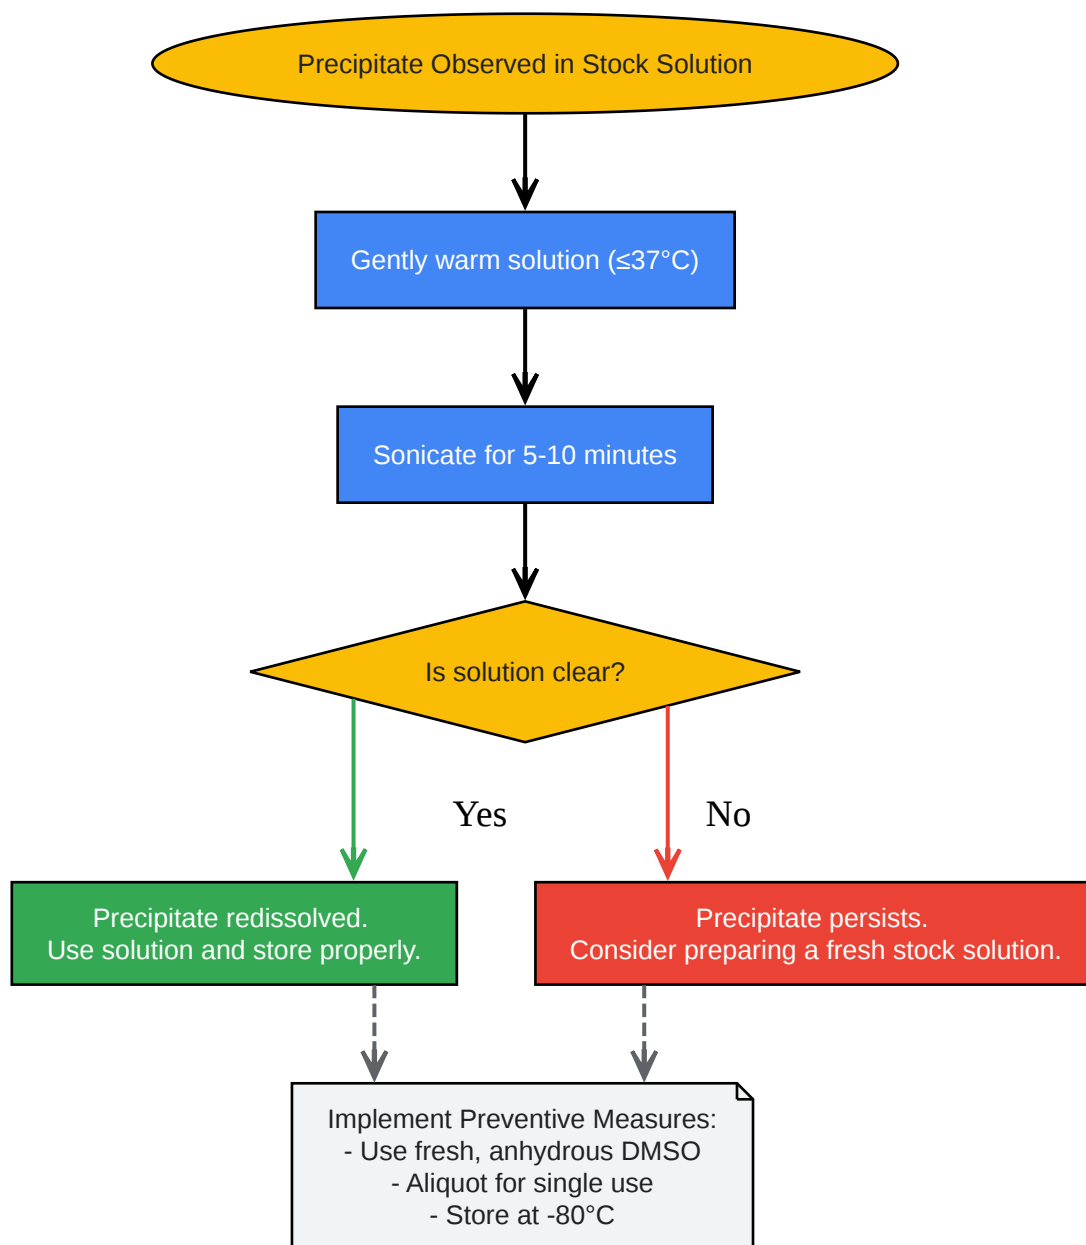 Precipitate Observed in Stock Solution
Gently warm solution (≤37°C)
Sonicate for 5-10 minutes
Is solution clear?
Yes
No
Precipitate redissolved.
Use solution and store properly.
Precipitate persists.
Consider preparing a fresh stock solution.
Implement Preventive Measures:
- Use fresh, anhydrous DMSO
- Aliquot for single use
- Store at -80°C